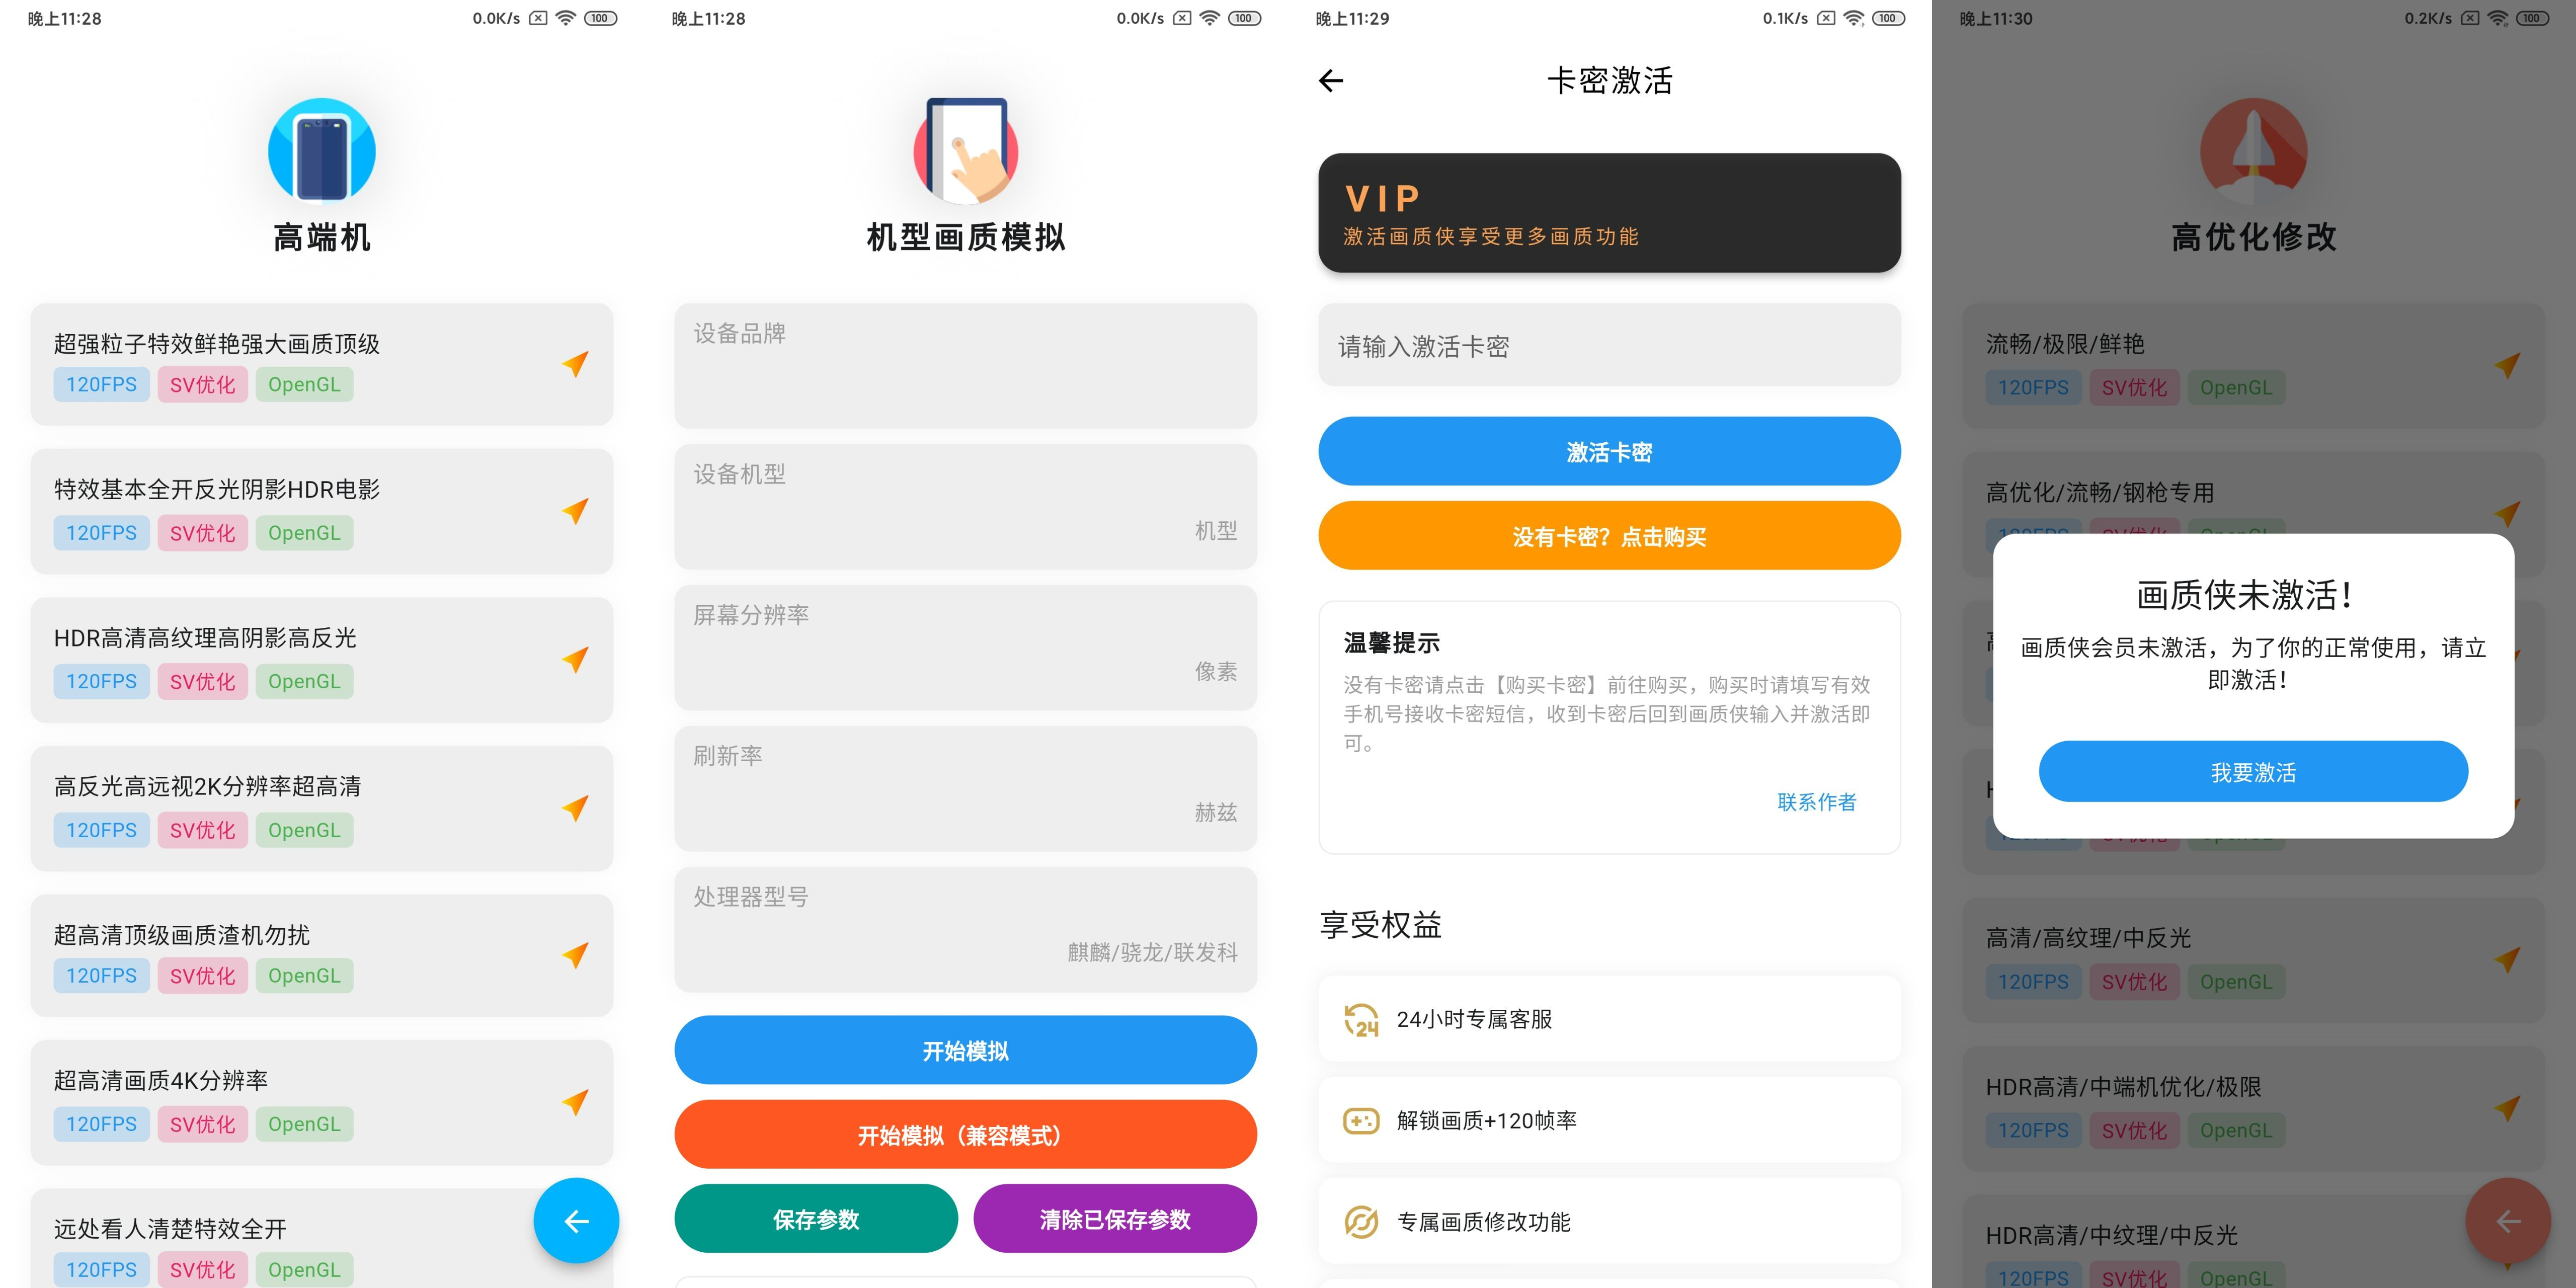 晚上11:28
0.0K/s
100
高端机
超强粒子特效鲜艳强大画质顶级
120FPS SV优化 OpenGL
特效基本全开反光阴影HDR电影
120FPS SV优化 OpenGL
HDR高清高纹理高阴影高反光
120FPS SV优化 OpenGL
高反光高远视2K分辨率超高清
120FPS SV优化 OpenGL
超高清顶级画质渣机勿扰
120FPS SV优化 OpenGL
超高清画质4K分辨率
120FPS SV优化 OpenGL
远处看人清楚特效全开
120FPS SV优化 OpenGL
晚上11:28
0.0K/s
100
机型画质模拟
设备品牌
设备机型
机型
屏幕分辨率
像素
刷新率
赫兹
处理器型号
麒麟/骁龙/联发科
开始模拟
开始模拟（兼容模式）
保存参数
清除已保存参数
晚上11:29
0.1K/s
100
卡密激活
VIP
激活画质侠享受更多画质功能
请输入激活卡密
激活卡密
没有卡密？点击购买
温馨提示
没有卡密请点击【购买卡密】前往购买，购买时请填写有效
手机号接收卡密短信，收到卡密后回到画质侠输入并激活即
可。
联系作者
享受权益
24
24小时专属客服
解锁画质+120帧率
专属画质修改功能
晚上11:30
0.2K/s
100
高优化修改
流畅/极限/鲜艳
120FPS SV优化 OpenGL
高优化/流畅/钢枪专用
画质侠未激活！
画质侠会员未激活，为了你的正常使用，请立
即激活！
我要激活
高清/高纹理/中反光
120FPS SV优化 OpenGL
HDR高清/中端机优化/极限
120FPS SV优化 OpenGL
HDR高清/中纹理/中反光
120FPS SV优化 OpenGL